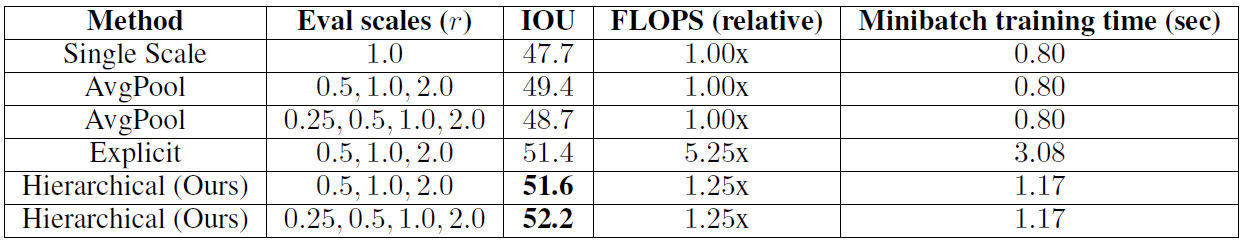 Method Eval scales (r) IOU FLOPS (relative) Minibatch training time (sec)
Single Scale 1.0 47.7 1.00x 0.80
AvgPool 0.5, 1.0, 2.0 49.4 1.00x 0.80
AvgPool 0.25, 0.5, 1.0, 2.0 48.7 1.00x 0.80
Explicit 0.5, 1.0, 2.0 51.4 5.25x 3.08
Hierarchical (Ours) 0.5, 1.0, 2.0 51.6 1.25x 1.17
Hierarchical (Ours) 0.25, 0.5, 1.0, 2.0 52.2 1.25x 1.17